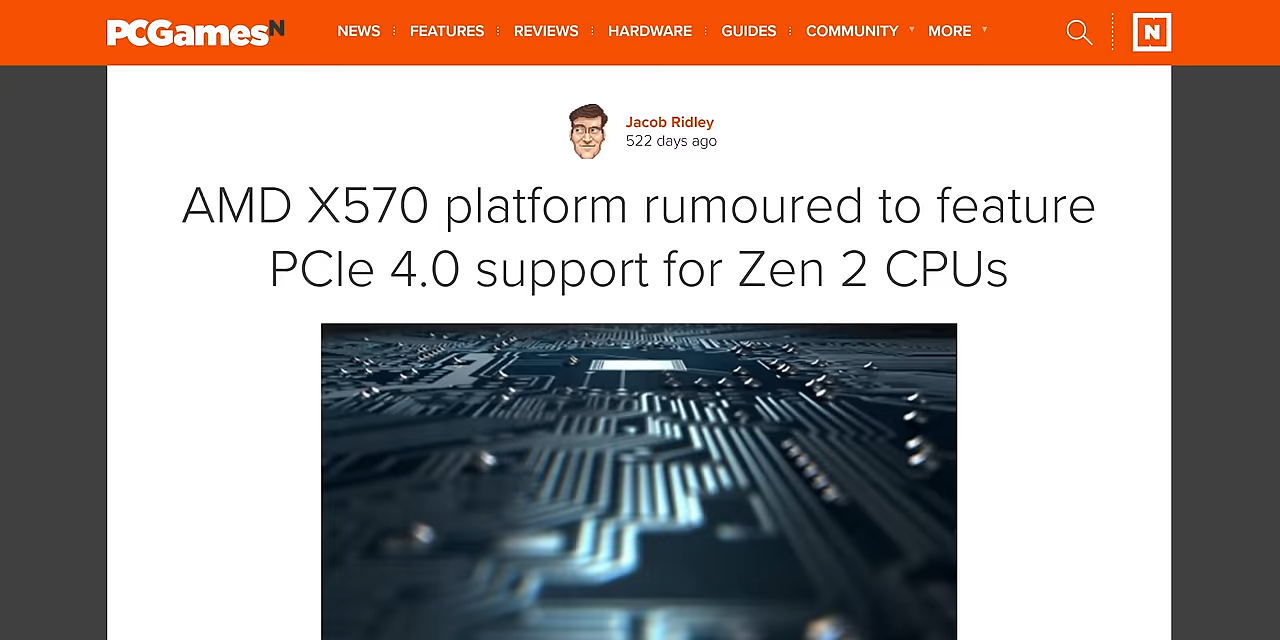 PCGamesN
NEWS FEATURES REVIEWS HARDWARE GUIDES COMMUNITY MORE
N
Jacob Ridley
522 days ago
AMD X570 platform rumoured to feature
PCIe 4.0 support for Zen 2 CPUs